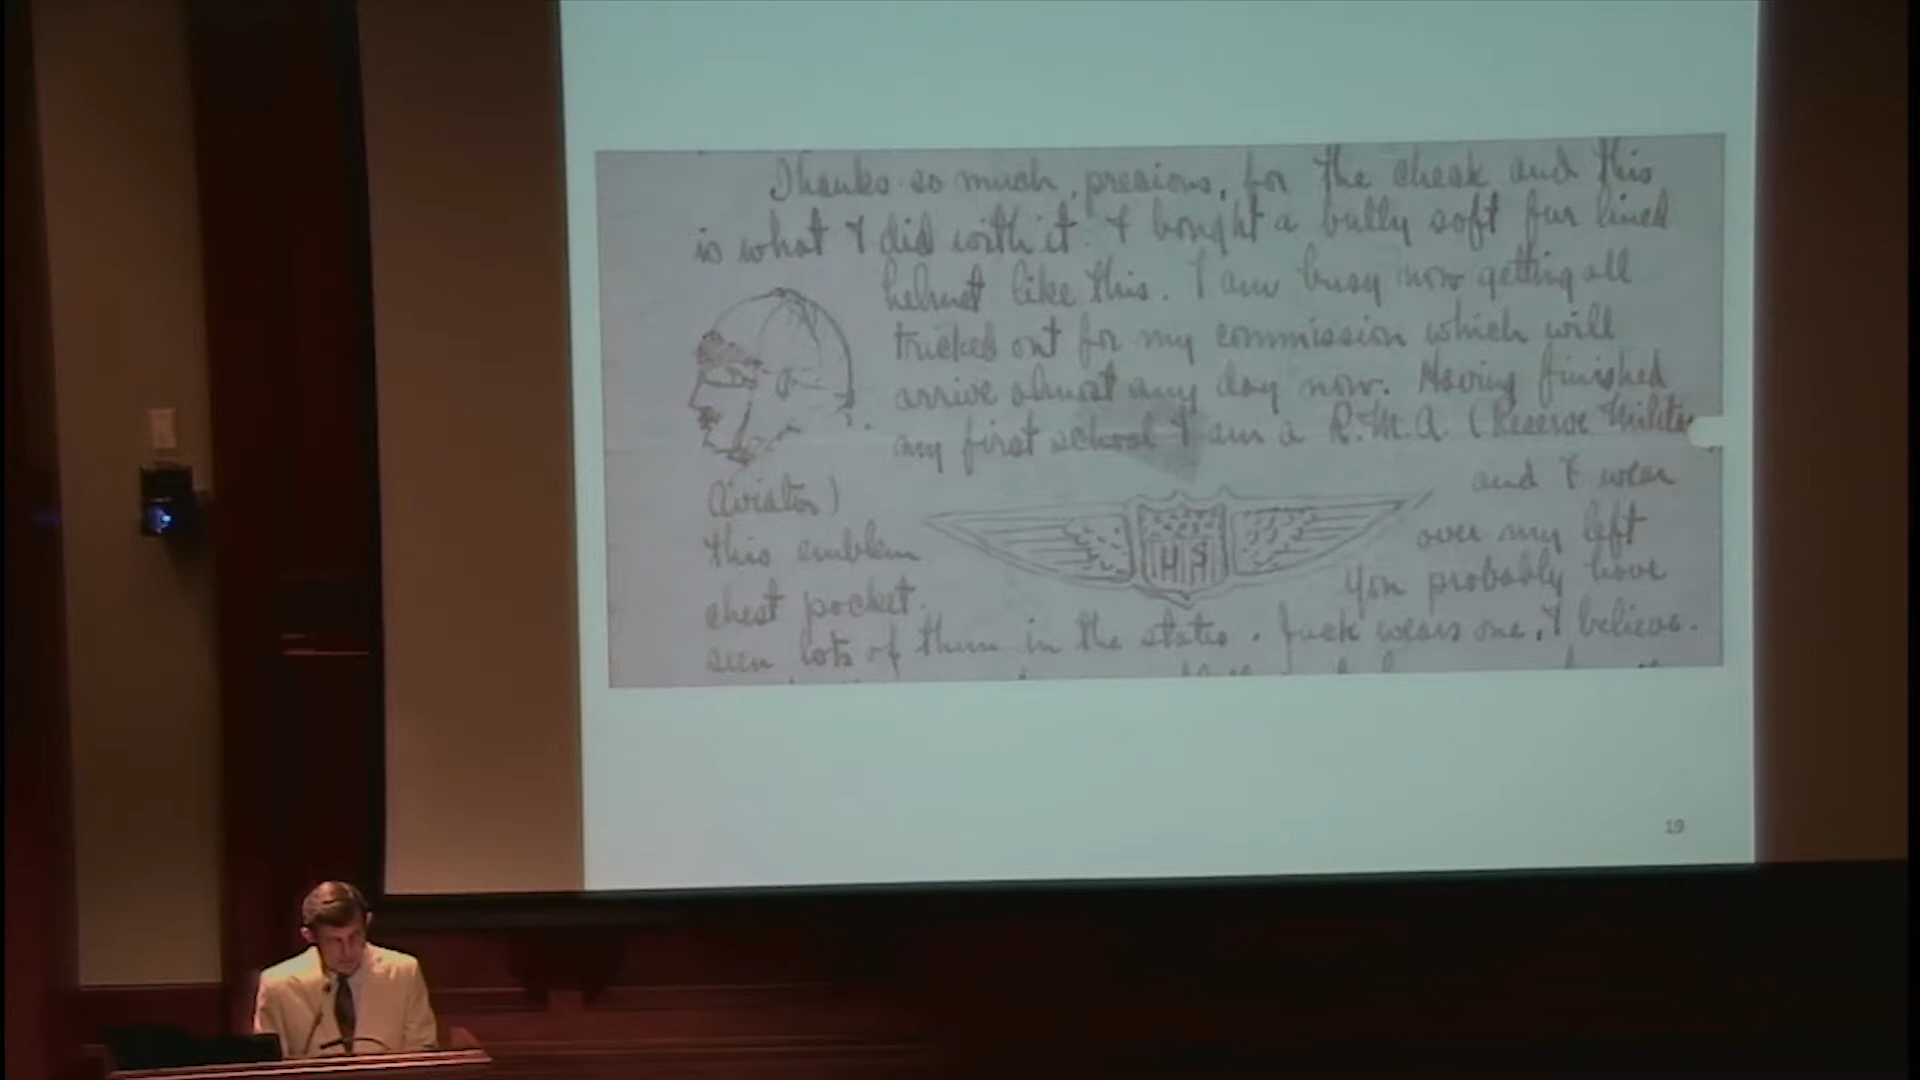 Thanks so much, precious, for the check and this
is what I did with it. I bought a bully soft fur lined
helmet like this. I am busy now getting all
tricked out for my commission which will
arrive almost any day now. Having finished
my first school I am a R.M.A. (Reserve Military
Aviator) and I wear
this emblem US over my left
chest pocket. You probably have
seen lots of them in the states. Jack wears one, I believe.
19